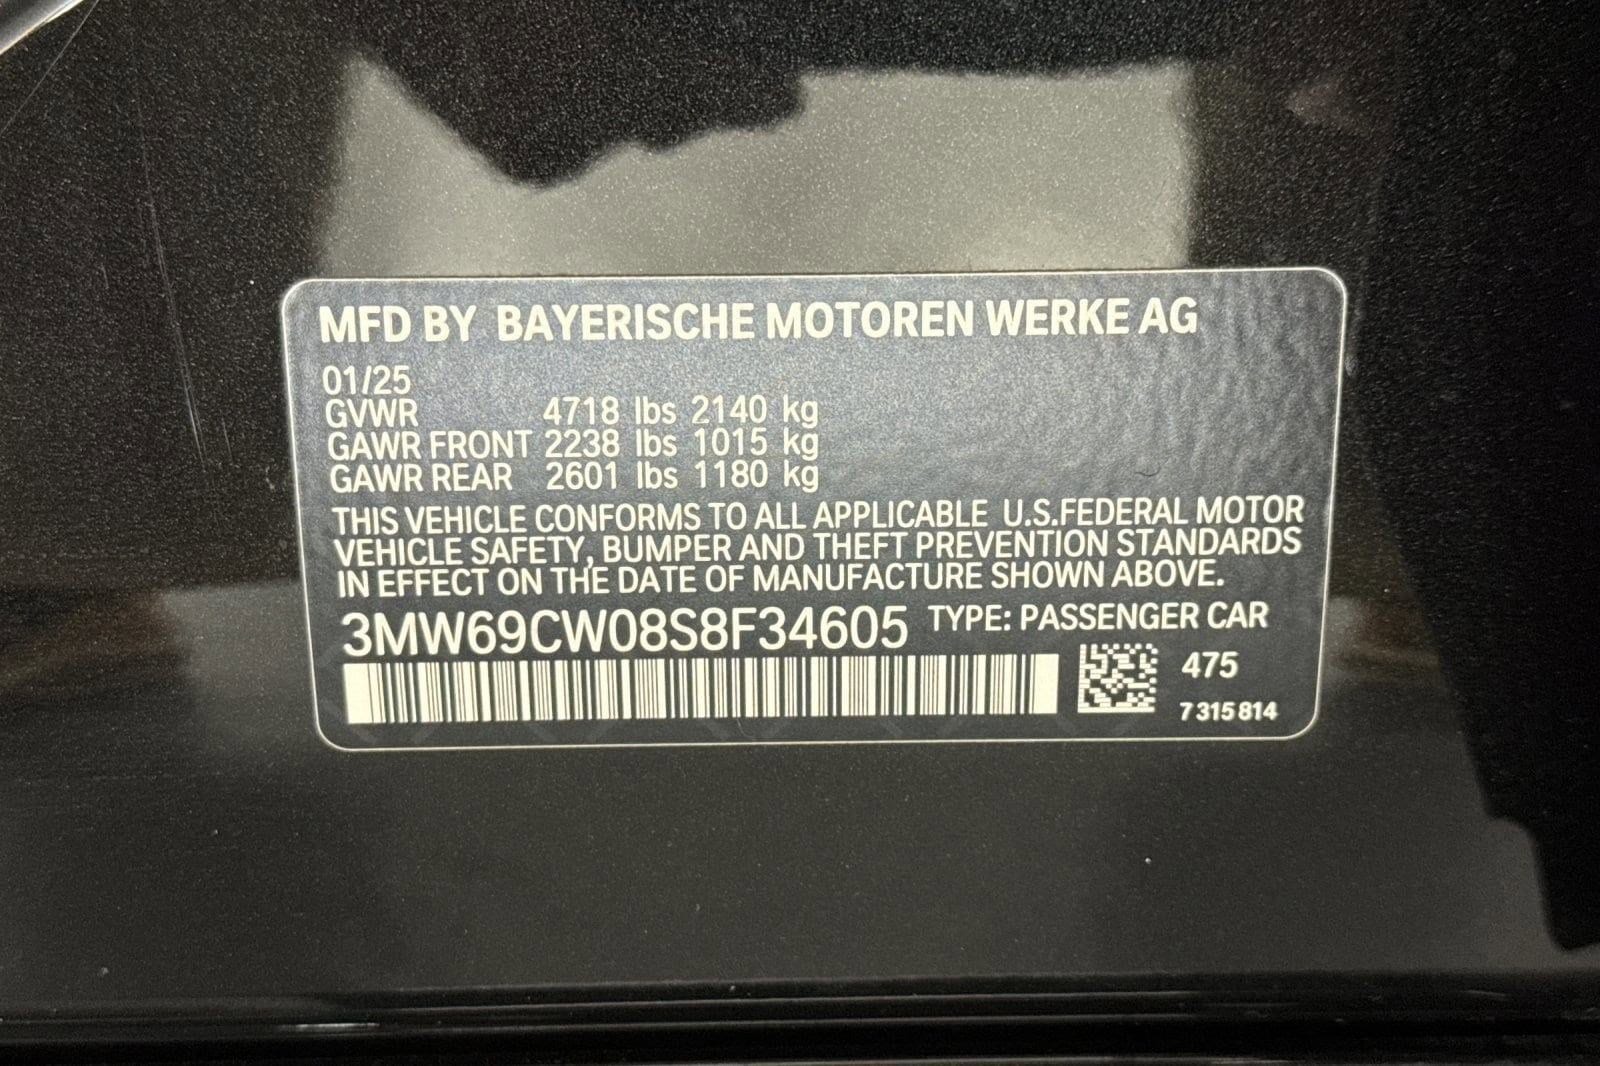 MFD BY BAYERISCHE MOTOREN WERKE AG
01/25
GVWR 4718 lbs 2140 kg
GAWR FRONT 2238 lbs 1015 kg
GAWR REAR 2601 lbs 1180 kg
THIS VEHICLE CONFORMS TO ALL APPLICABLE U.S.FEDERAL MOTOR
VEHICLE SAFETY, BUMPER AND THEFT PREVENTION STANDARDS
IN EFFECT ON THE DATE OF MANUFACTURE SHOWN ABOVE.
3MW69CW08S8F34605 TYPE: PASSENGER CAR
475
7 315 814